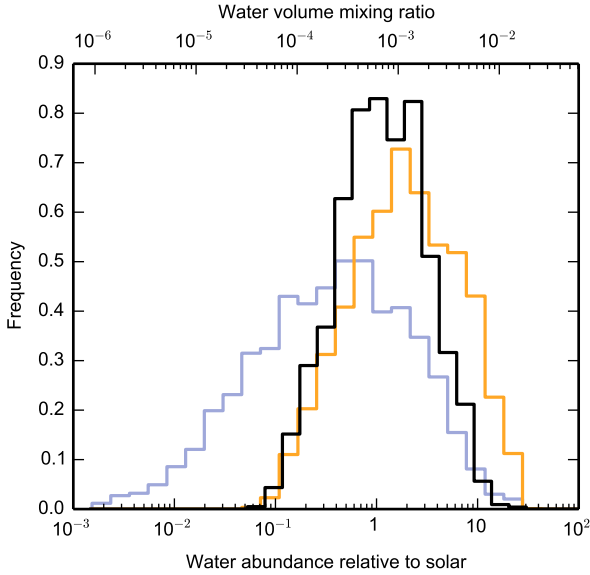 Water volume mixing ratio
10⁻⁶ 10⁻⁵ 10⁻⁴ 10⁻³ 10⁻²
0.9
0.8
0.7
0.6
0.5
0.4
0.3
0.2
0.1
0.0
Frequency
10⁻³ 10⁻² 10⁻¹ 1 10 10²
Water abundance relative to solar